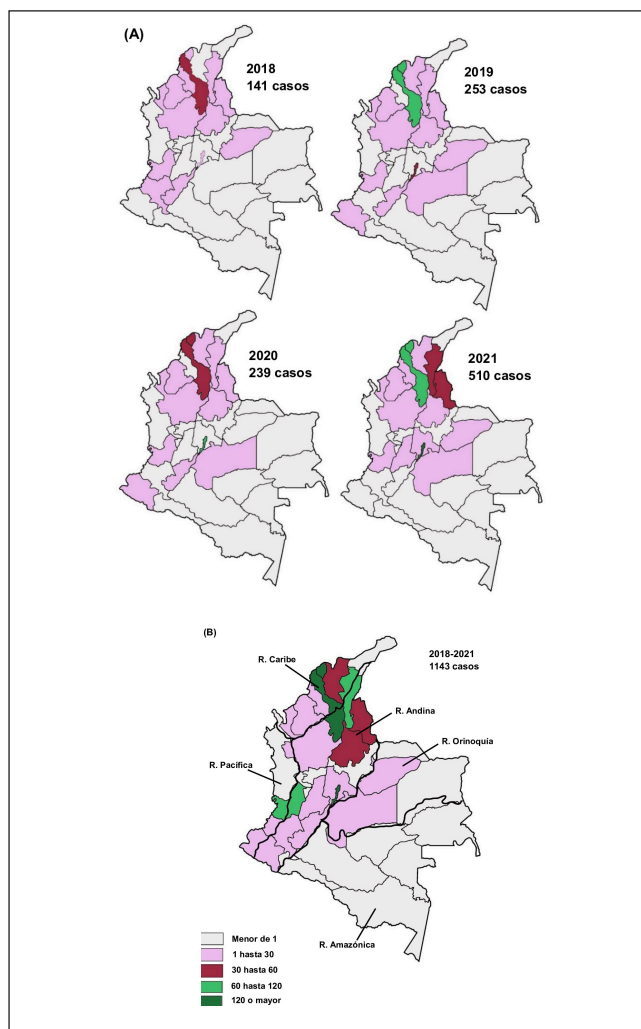 (A)
2018
141 casos
2019
253 casos
2020
239 casos
2021
510 casos
(B)
2018-2021
1143 casos
R. Caribe
R. Andina
R. Orinoquía
R. Pacífica
R. Amazónica
Menor de 1
1 hasta 30
30 hasta 60
60 hasta 120
120 o mayor